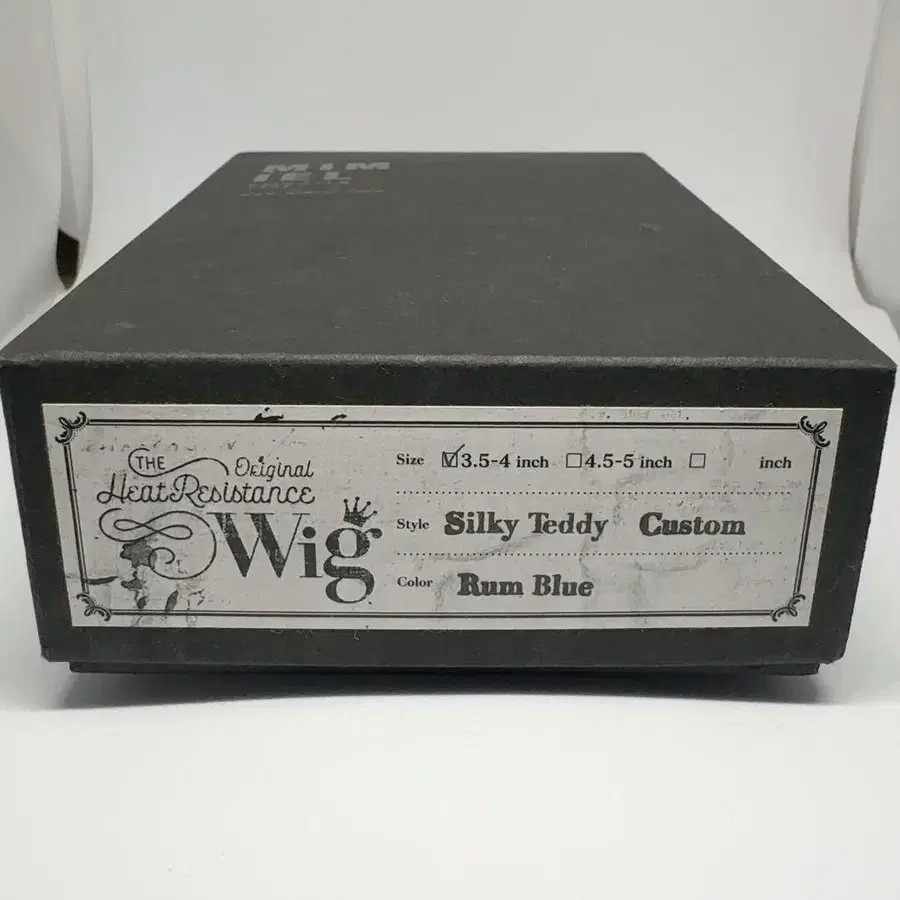 THE Original
Heat Resistance
Wig
Size ☑3.5-4 inch ☐4.5-5 inch ☐ inch
Style Silky Teddy Custom
Color Rum Blue